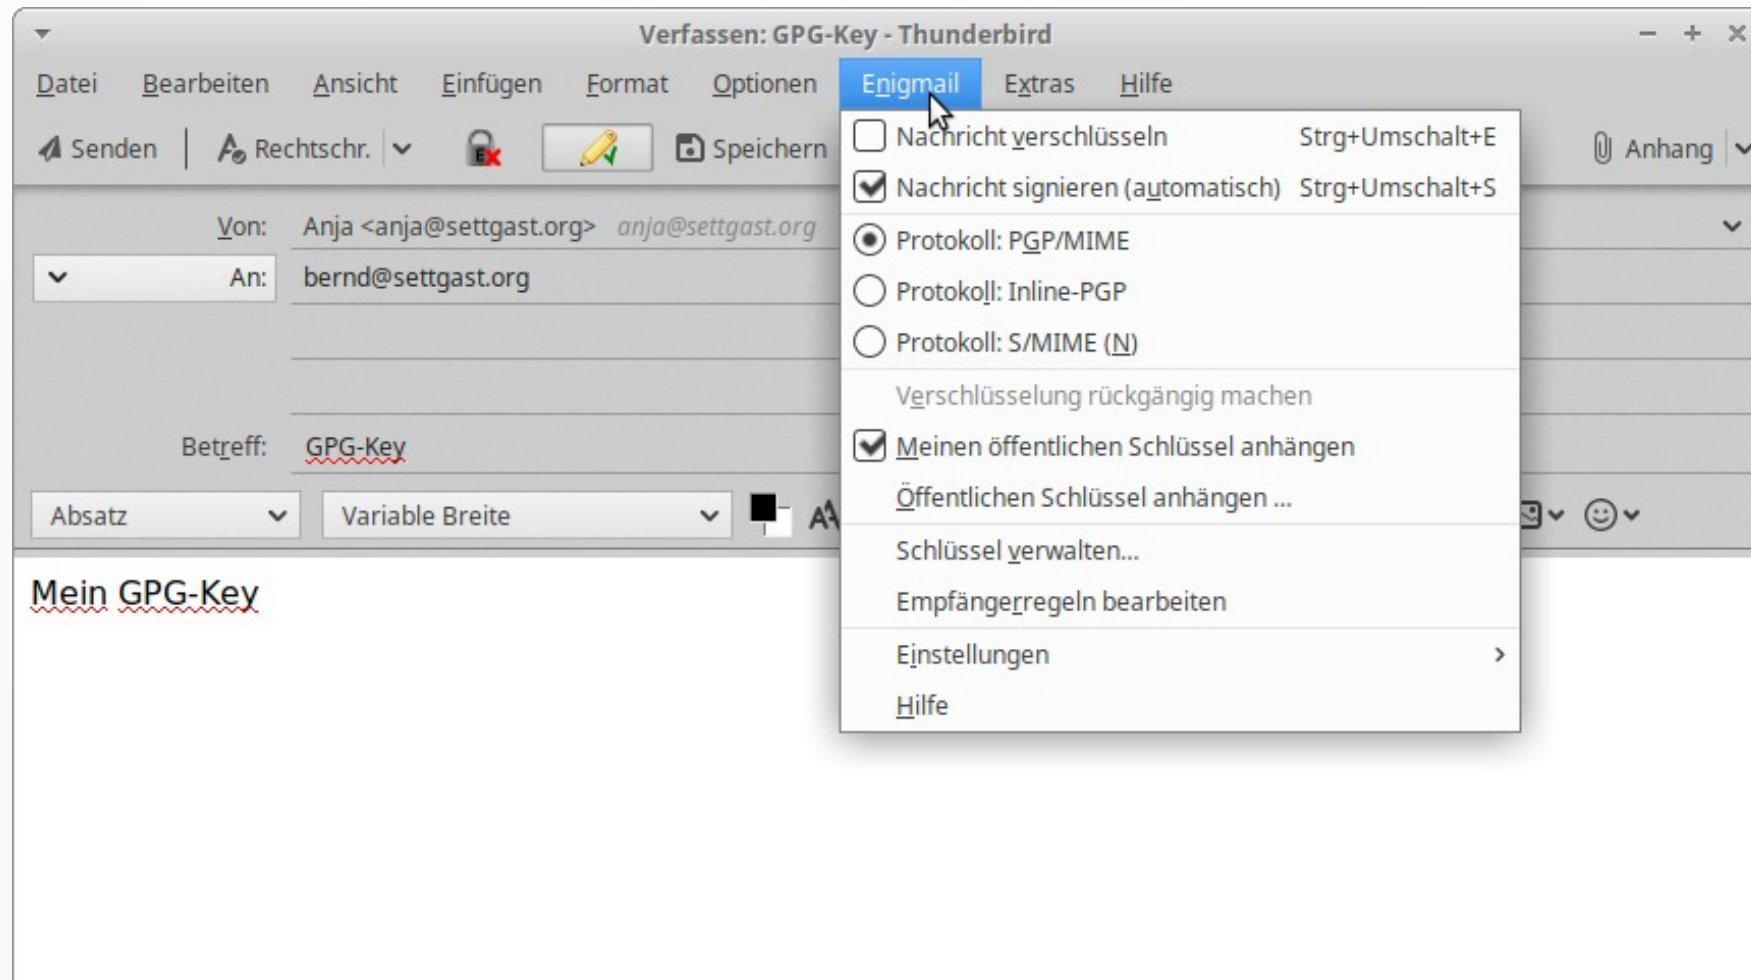 Verfassen: GPG-Key - Thunderbird
Datei Bearbeiten Ansicht Einfügen Format Optionen Enigmail Extras Hilfe
Senden Rechtschr. Speichern Anhang
Nachricht verschlüsseln Strg+Umschalt+E
Nachricht signieren (automatisch) Strg+Umschalt+S
Von: Anja <anja@settgast.org> anja@settgast.org
Protokoll: PGP/MIME
An: bernd@settgast.org
Protokoll: Inline-PGP
Protokoll: S/MIME (N)
Verschlüsselung rückgängig machen
Betreff: GPG-Key
Meinen öffentlichen Schlüssel anhängen
Öffentlichen Schlüssel anhängen ...
Absatz Variable Breite
Schlüssel verwalten...
Mein GPG-Key
Empfängerregeln bearbeiten
Einstellungen
Hilfe